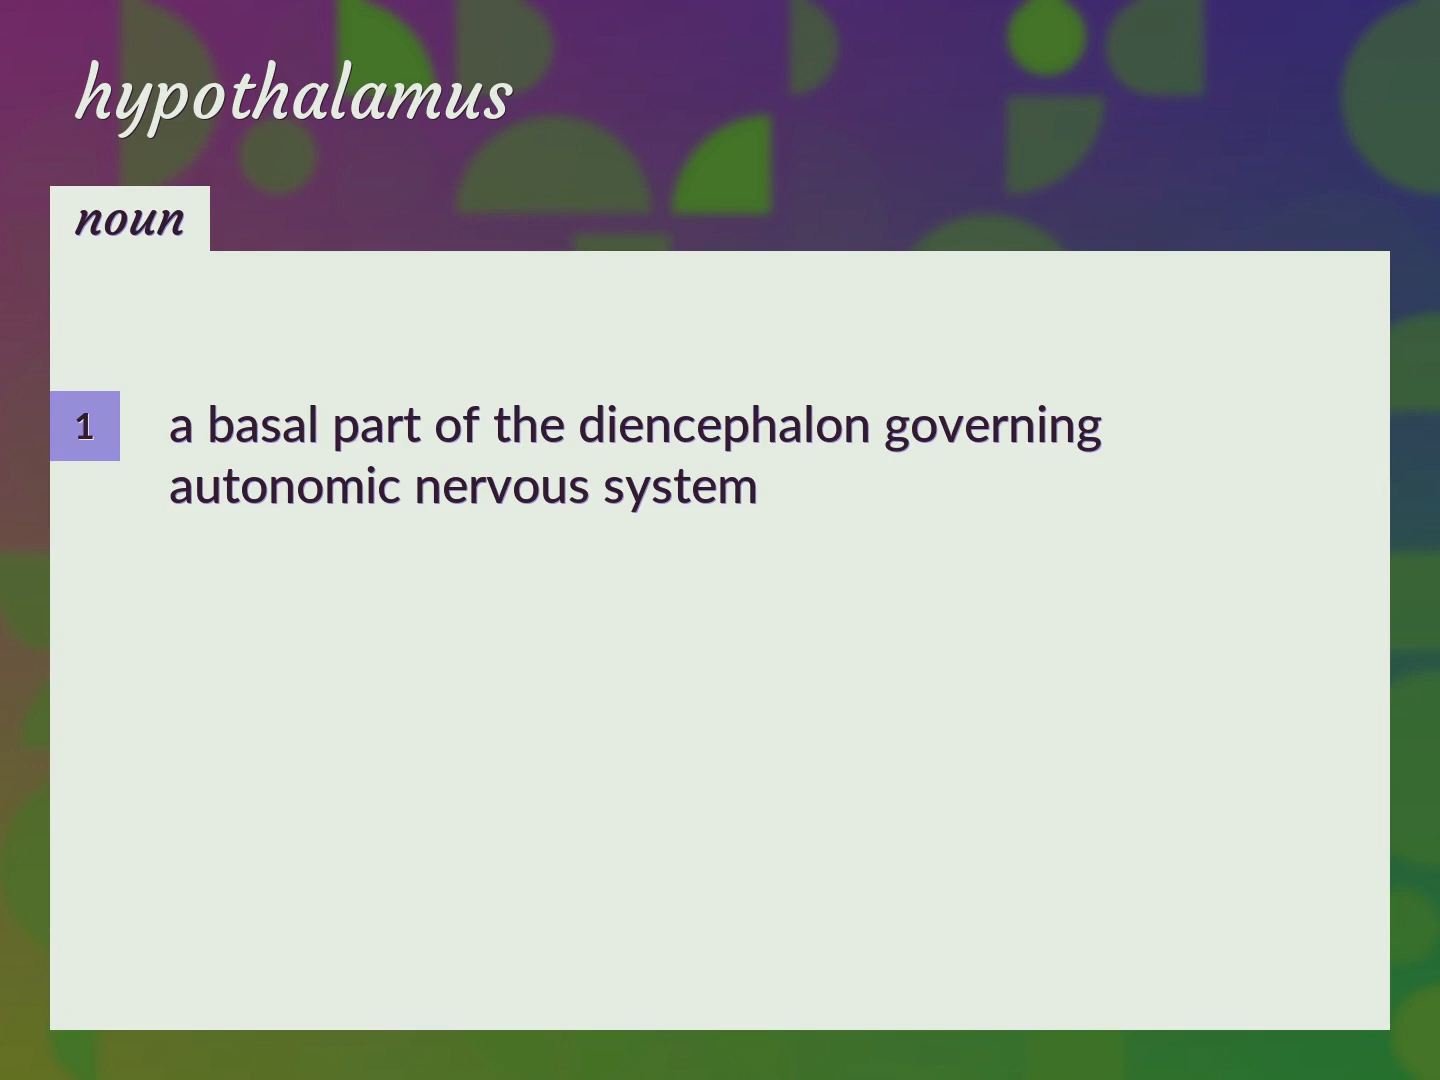 hypothalamus
noun
1
a basal part of the diencephalon governing
autonomic nervous system